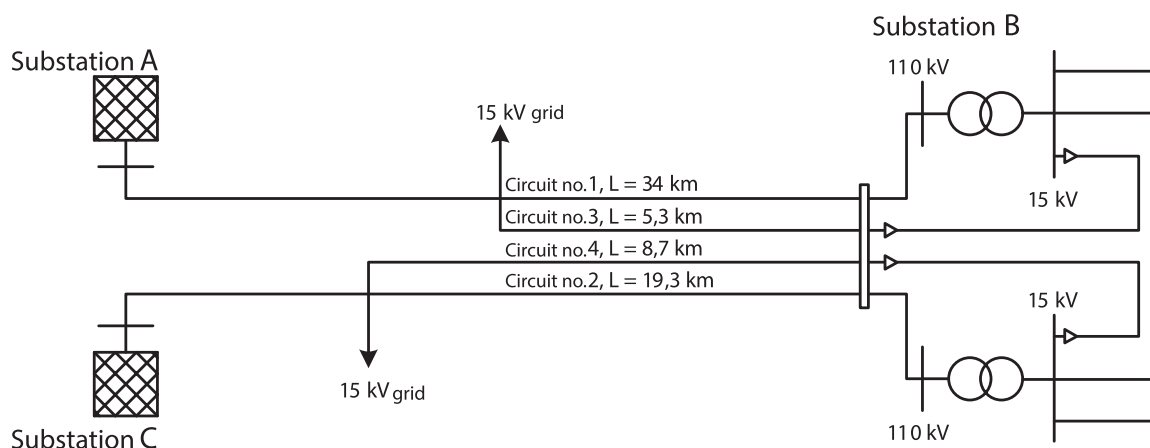 Substation B
Substation A
110 kV
15 kV grid
Circuit no.1, L = 34 km
15 kV
Circuit no.3, L = 5,3 km
Circuit no.4, L = 8,7 km
Circuit no.2, L = 19,3 km
15 kV
15 kV grid
Substation C
110 kV